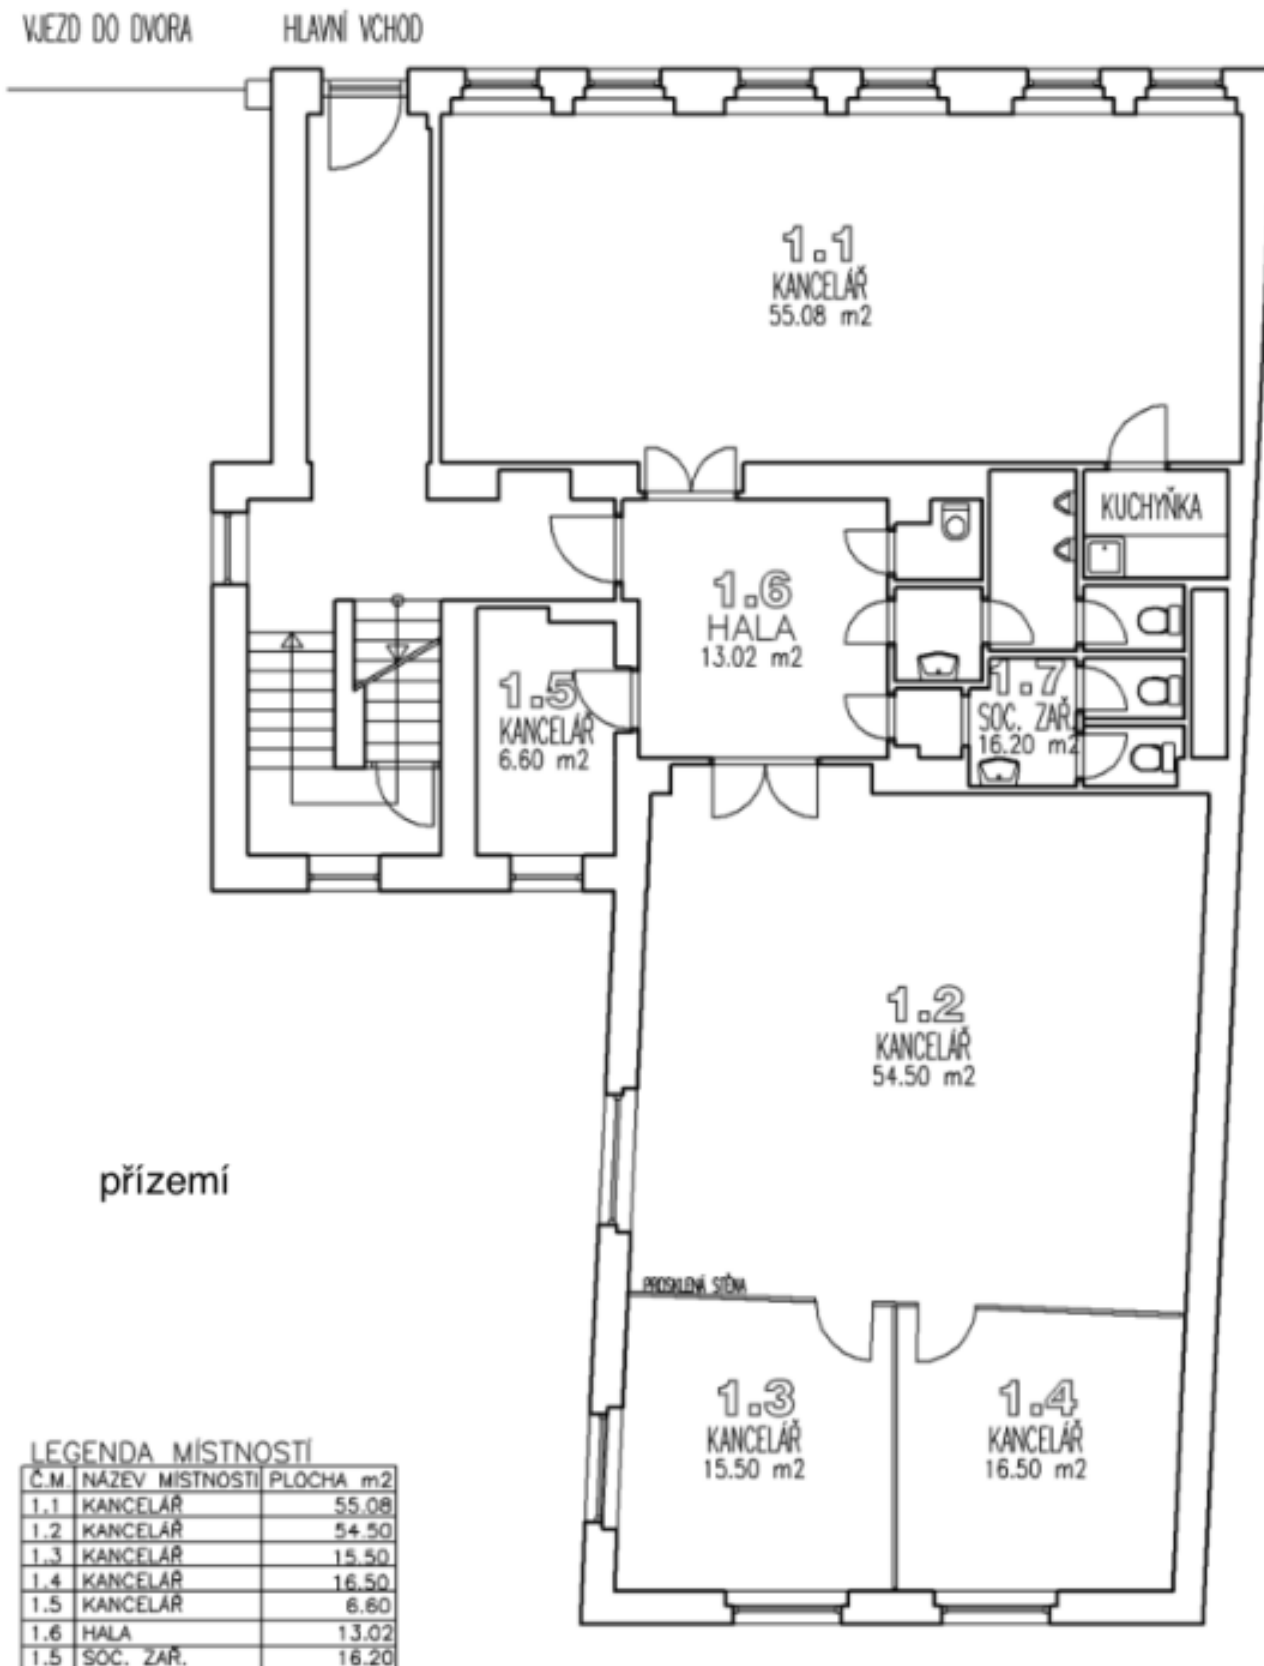 VJEZD DO DVORA HLAVNÍ VCHOD
1.1
KANCELÁŘ
55.08 m2
KUCHYŇKA
1.6
HALA
13.02 m2
1.5
KANCELÁŘ
6.60 m2
1.7
SOC. ZAŘ.
16.20 m2
1.2
KANCELÁŘ
54.50 m2
přízemí
PROSKLENÁ STĚNA
1.3
KANCELÁŘ
15.50 m2
1.4
KANCELÁŘ
16.50 m2
LEGENDA MÍSTNOSTÍ
Č.M. NÁZEV MÍSTNOSTI PLOCHA m2
1.1 KANCELÁŘ 55.08
1.2 KANCELÁŘ 54.50
1.3 KANCELÁŘ 15.50
1.4 KANCELÁŘ 16.50
1.5 KANCELÁŘ 6.60
1.6 HALA 13.02
1.5 SOC. ZAŘ. 16.20